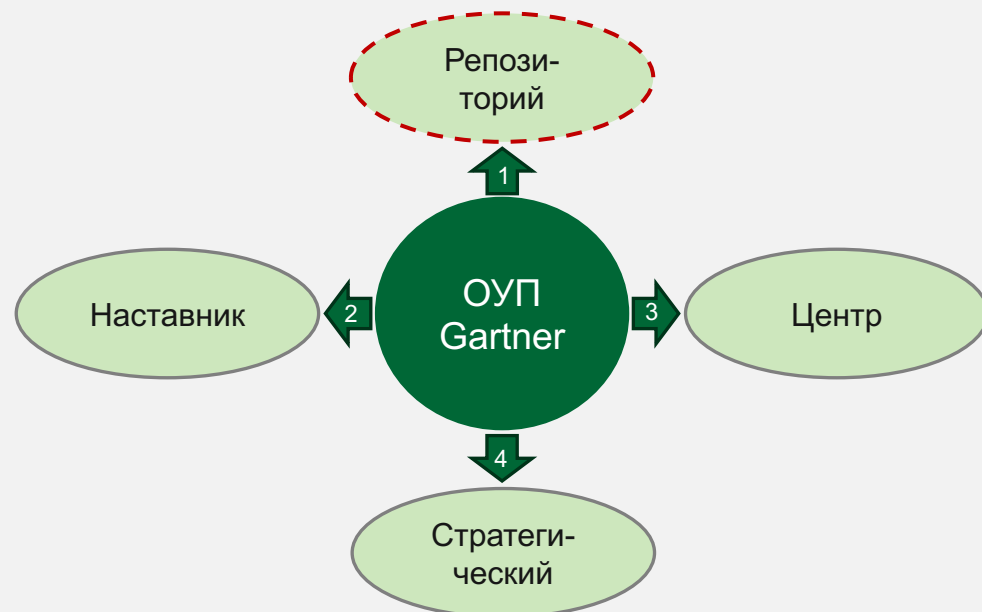 Репози-
торий
1
ОУП
Gartner
Наставник
2
3
Центр
4
Стратеги-
ческий